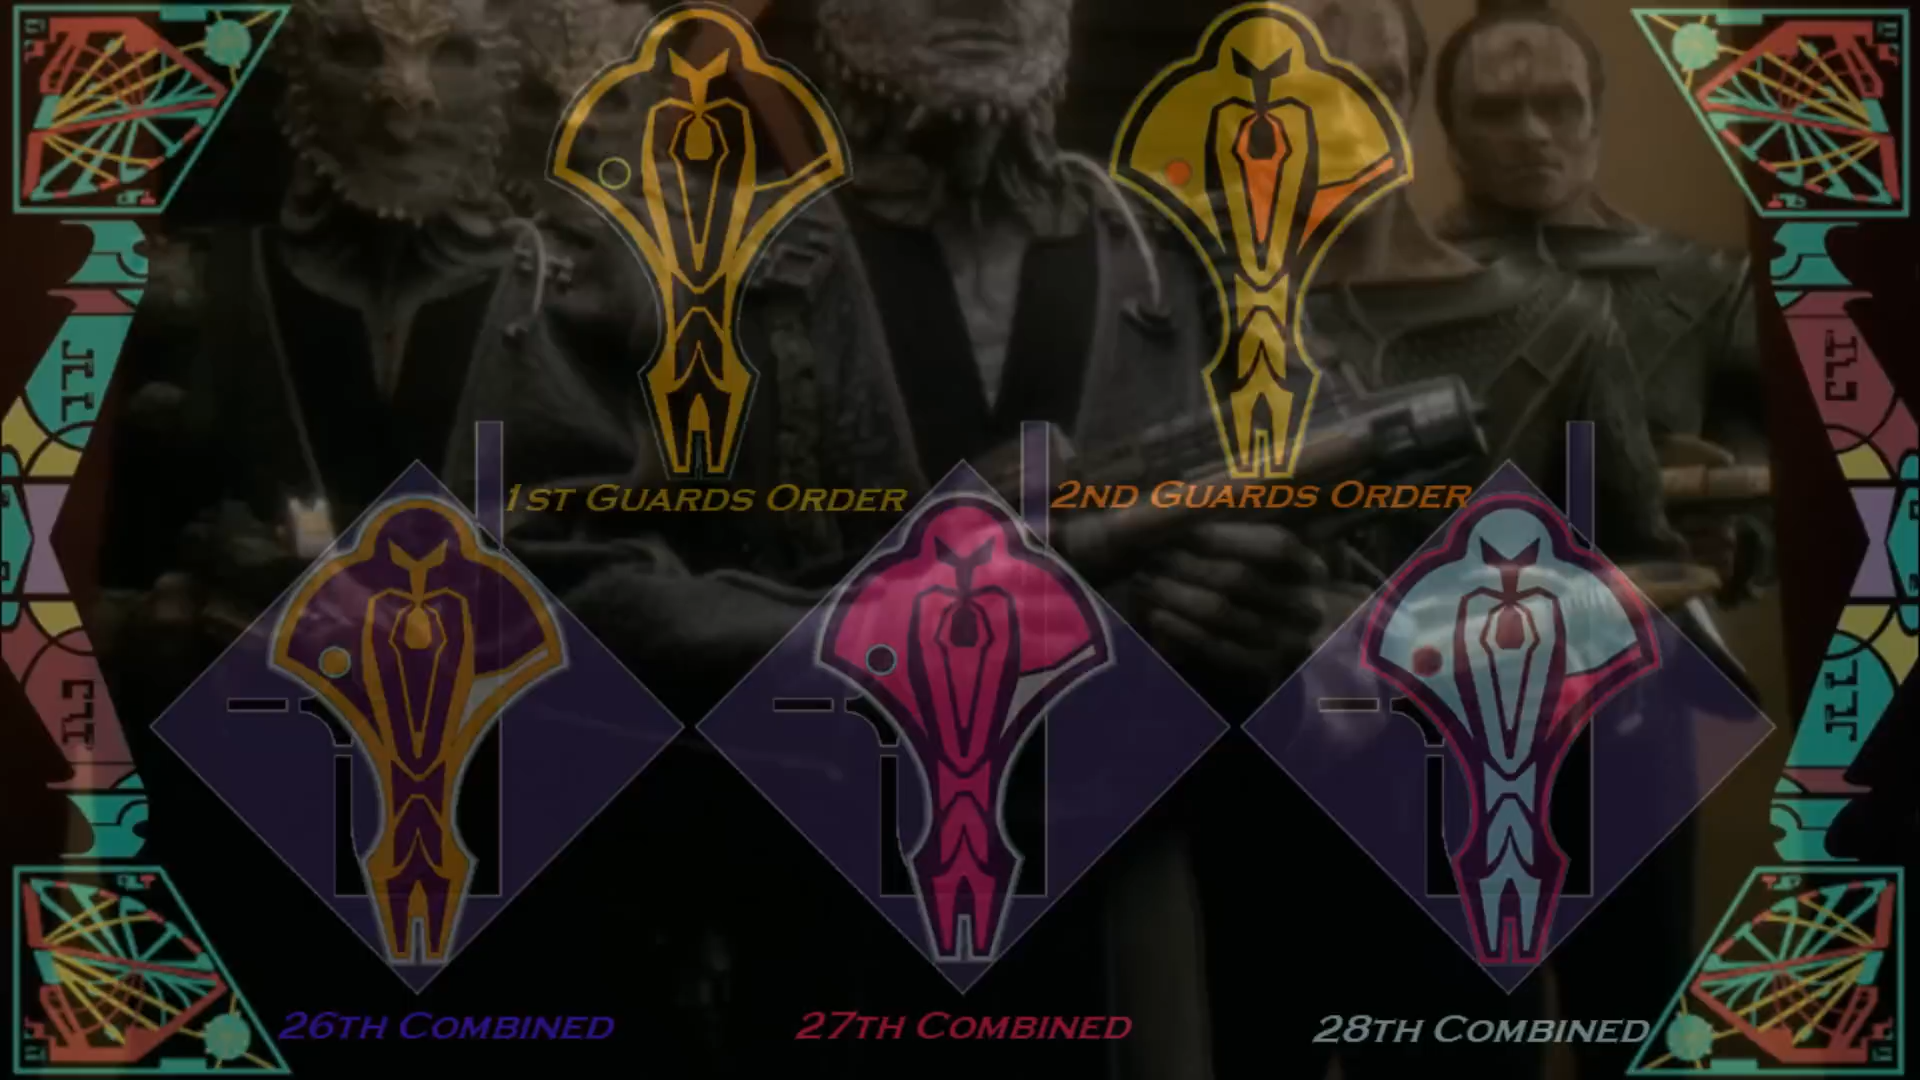 1ST GUARDS ORDER
2ND GUARDS ORDER
26TH COMBINED
27TH COMBINED
28TH COMBINED